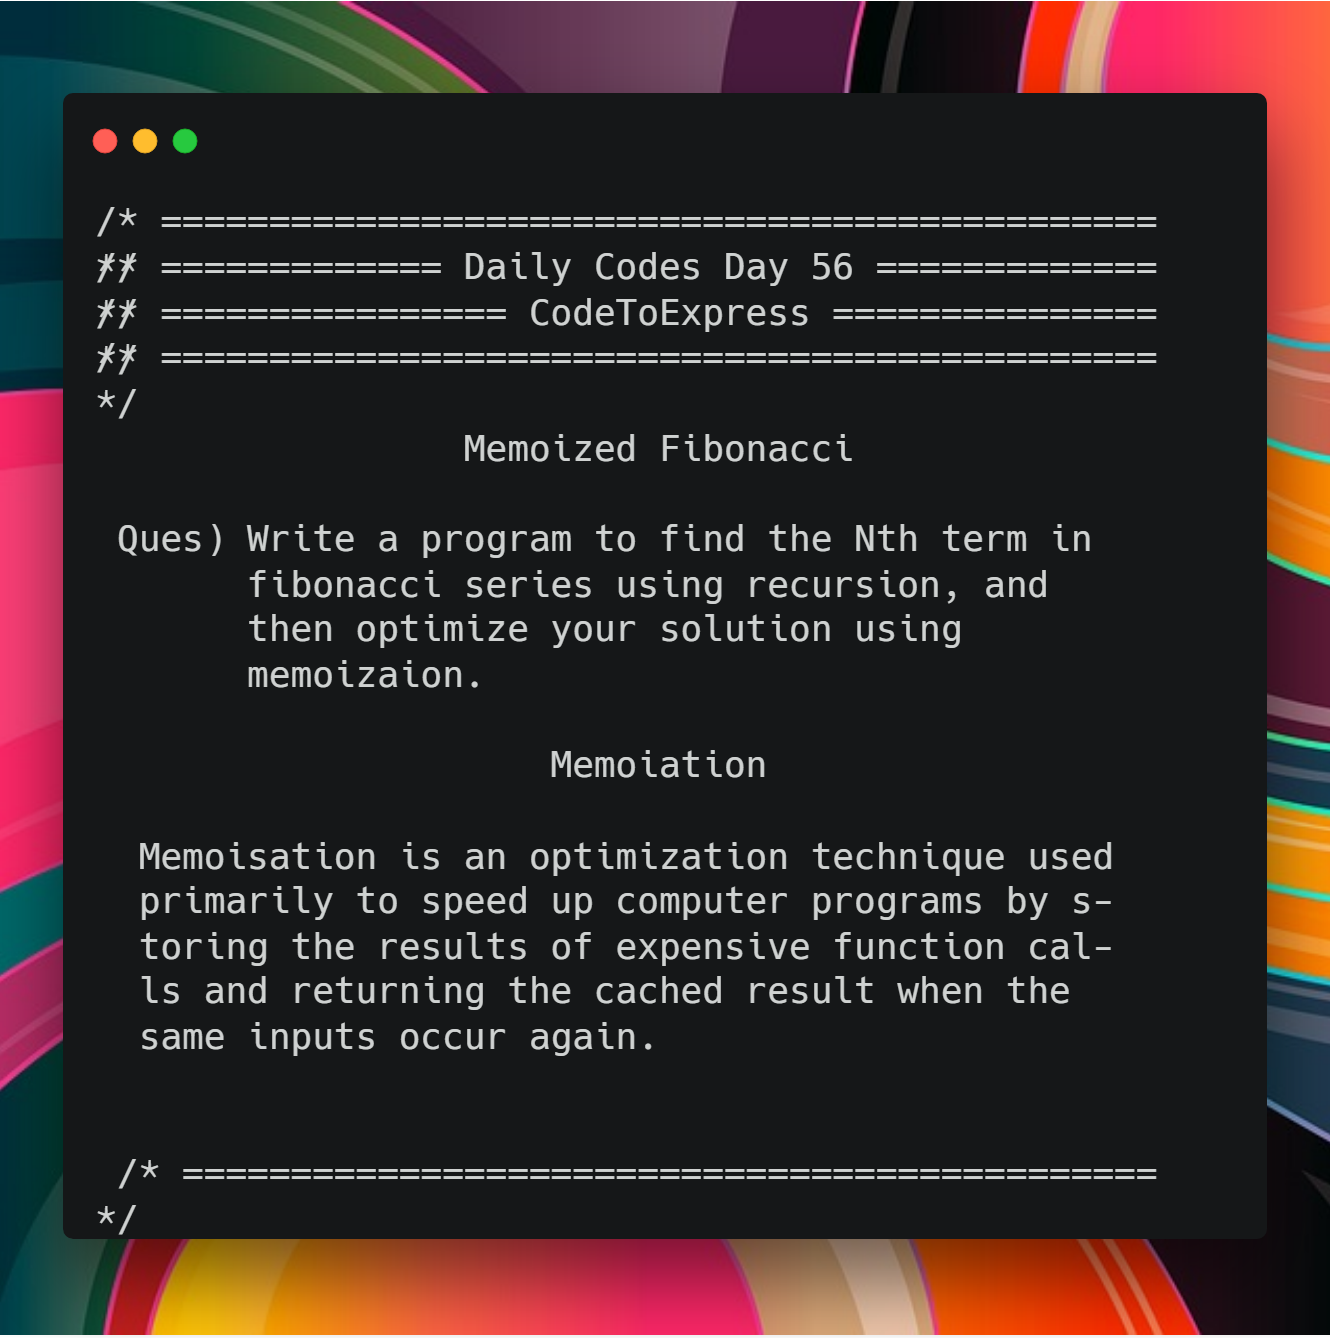 /* ==============================================
** ============= Daily Codes Day 56 =============
** ================ CodeToExpress ===============
** ==============================================
*/
Memoized Fibonacci
Ques) Write a program to find the Nth term in
fibonacci series using recursion, and
then optimize your solution using
memoizaion.
Memoiation
Memoisation is an optimization technique used
primarily to speed up computer programs by s-
toring the results of expensive function cal-
ls and returning the cached result when the
same inputs occur again.
/* =============================================
*/